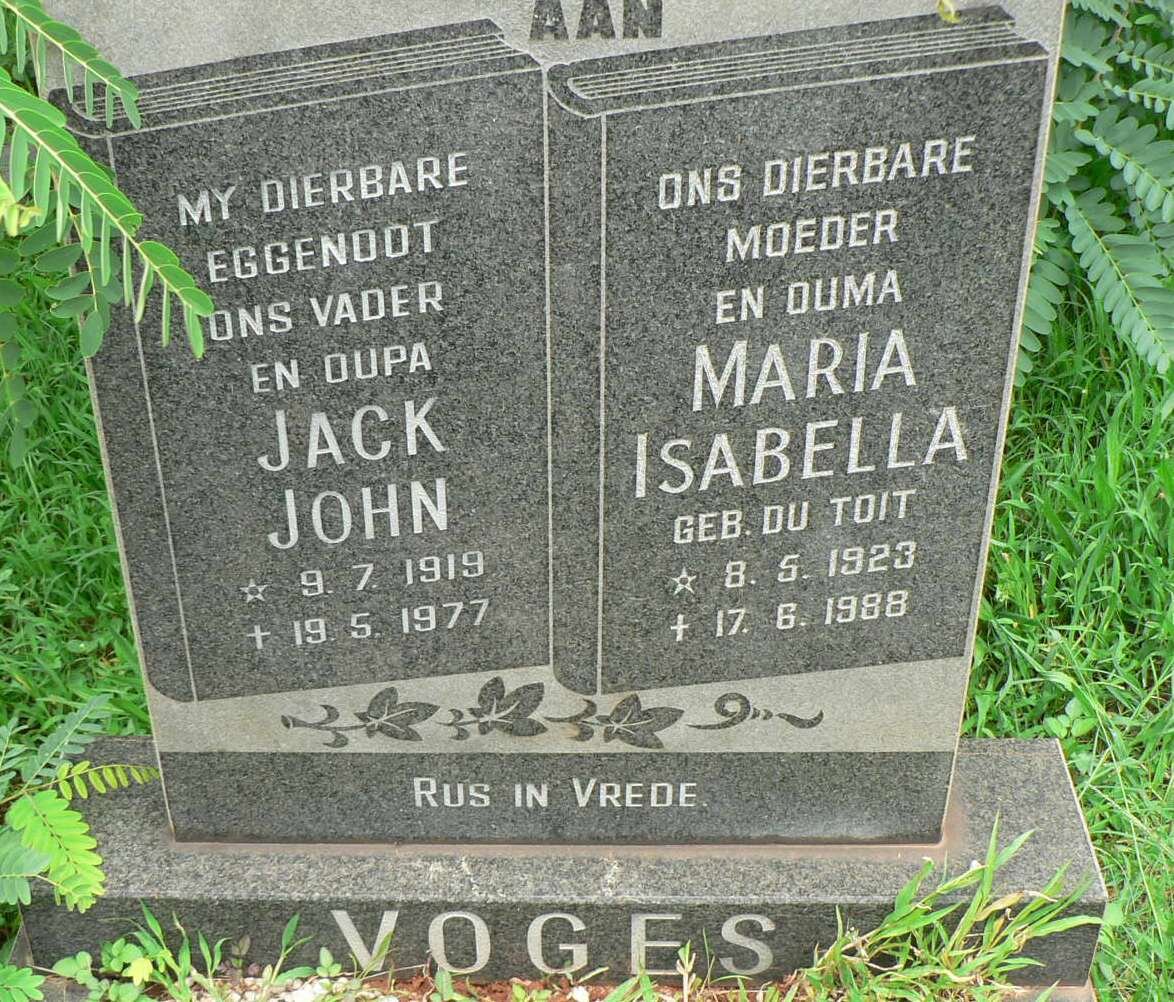 AAN
MY DIERBARE
EGGENOOT
ONS VADER
EN OUPA
JACK
JOHN
☆ 9. 7. 1919
† 19. 5. 1977
ONS DIERBARE
MOEDER
EN OUMA
MARIA
ISABELLA
GEB. DU TOIT
☆ 8. 5. 1923
† 17. 6. 1988
RUS IN VREDE.
VOGES